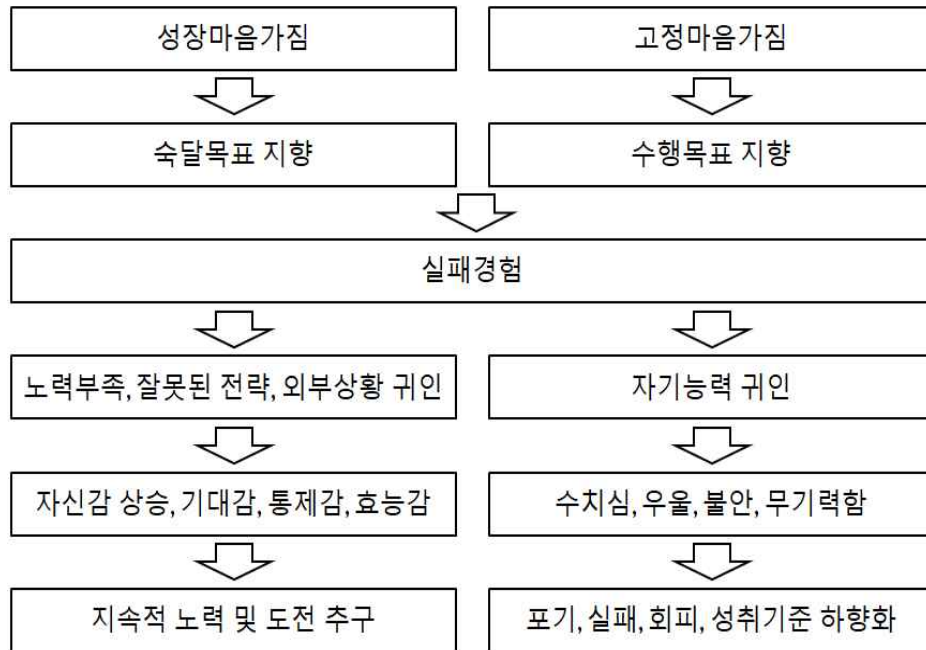 성장마음가짐
고정마음가짐
숙달목표 지향
수행목표 지향
실패경험
노력부족, 잘못된 전략, 외부상황 귀인
자기능력 귀인
자신감 상승, 기대감, 통제감, 효능감
수치심, 우울, 불안, 무기력함
지속적 노력 및 도전 추구
포기, 실패, 회피, 성취기준 하향화